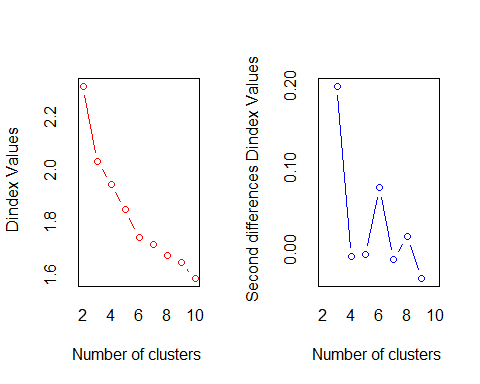 Dindex Values
2.2
2.0
1.8
1.6
2 4 6 8 10
Number of clusters
Second differences Dindex Values
0.20
0.10
0.00
2 4 6 8 10
Number of clusters